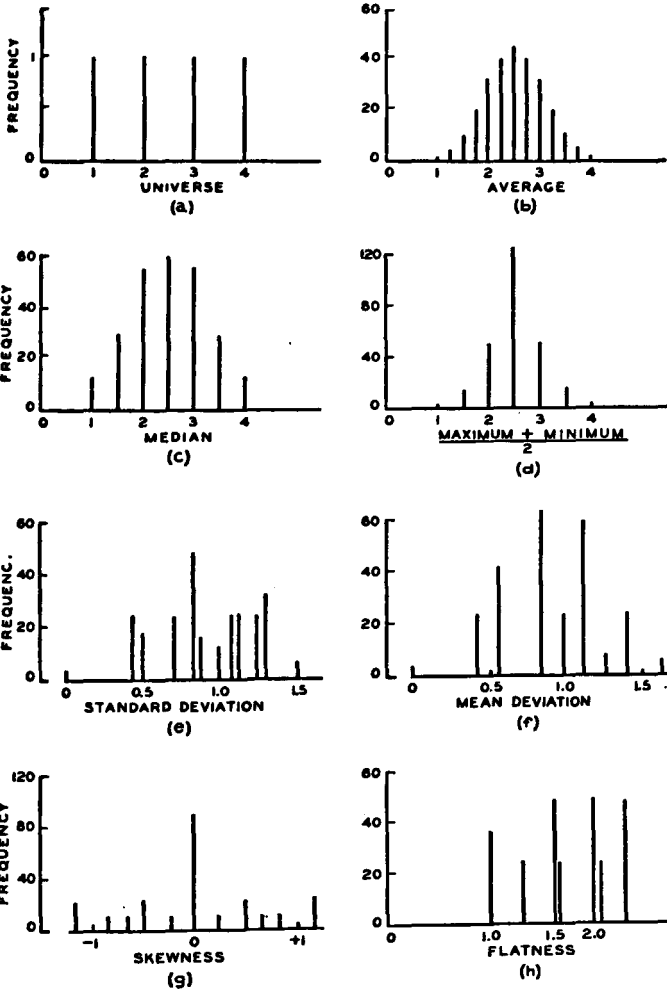 FREQUENCY
1
0
0 1 2 3 4
UNIVERSE
(a)
60
40
20
0
0 1 2 3 4
AVERAGE
(b)
FREQUENCY
60
40
20
0
0 1 2 3 4
MEDIAN
(c)
120
80
40
0
0 1 2 3 4
MAXIMUM + MINIMUM
2
(d)
FREQUENC.
60
40
20
0
0 0.5 1.0 1.5
STANDARD DEVIATION
(e)
60
40
20
0
0 0.5 1.0 1.5
MEAN DEVIATION
(f)
FREQUENCY
120
80
40
0
-1 0 +1
SKEWNESS
(g)
60
40
20
0
0 1.0 1.5 2.0
FLATNESS
(h)